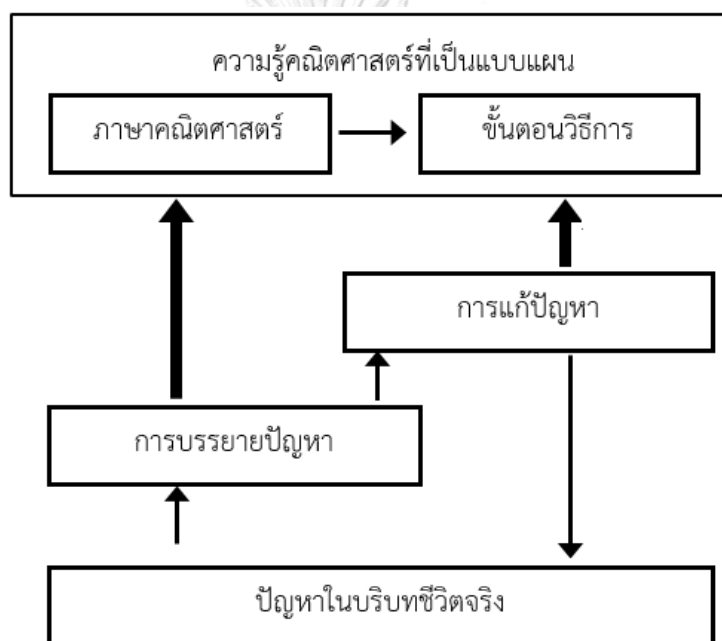 ความรู้คณิตศาสตร์ที่เป็นแบบแผน
ภาษาคณิตศาสตร์
ขั้นตอนวิธีการ
การแก้ปัญหา
การบรรยายปัญหา
ปัญหาในบริบทชีวิตจริง